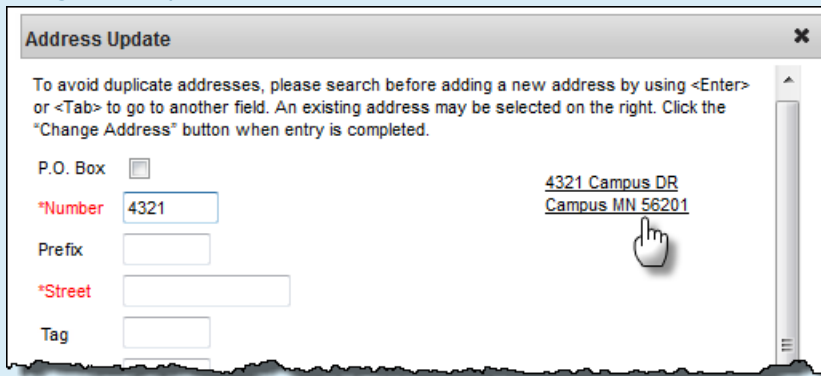 Address Update
To avoid duplicate addresses, please search before adding a new address by using <Enter>
or <Tab> to go to another field. An existing address may be selected on the right. Click the
"Change Address" button when entry is completed.
P.O. Box
4321 Campus DR
Campus MN 56201
*Number 4321
Prefix
*Street
Tag